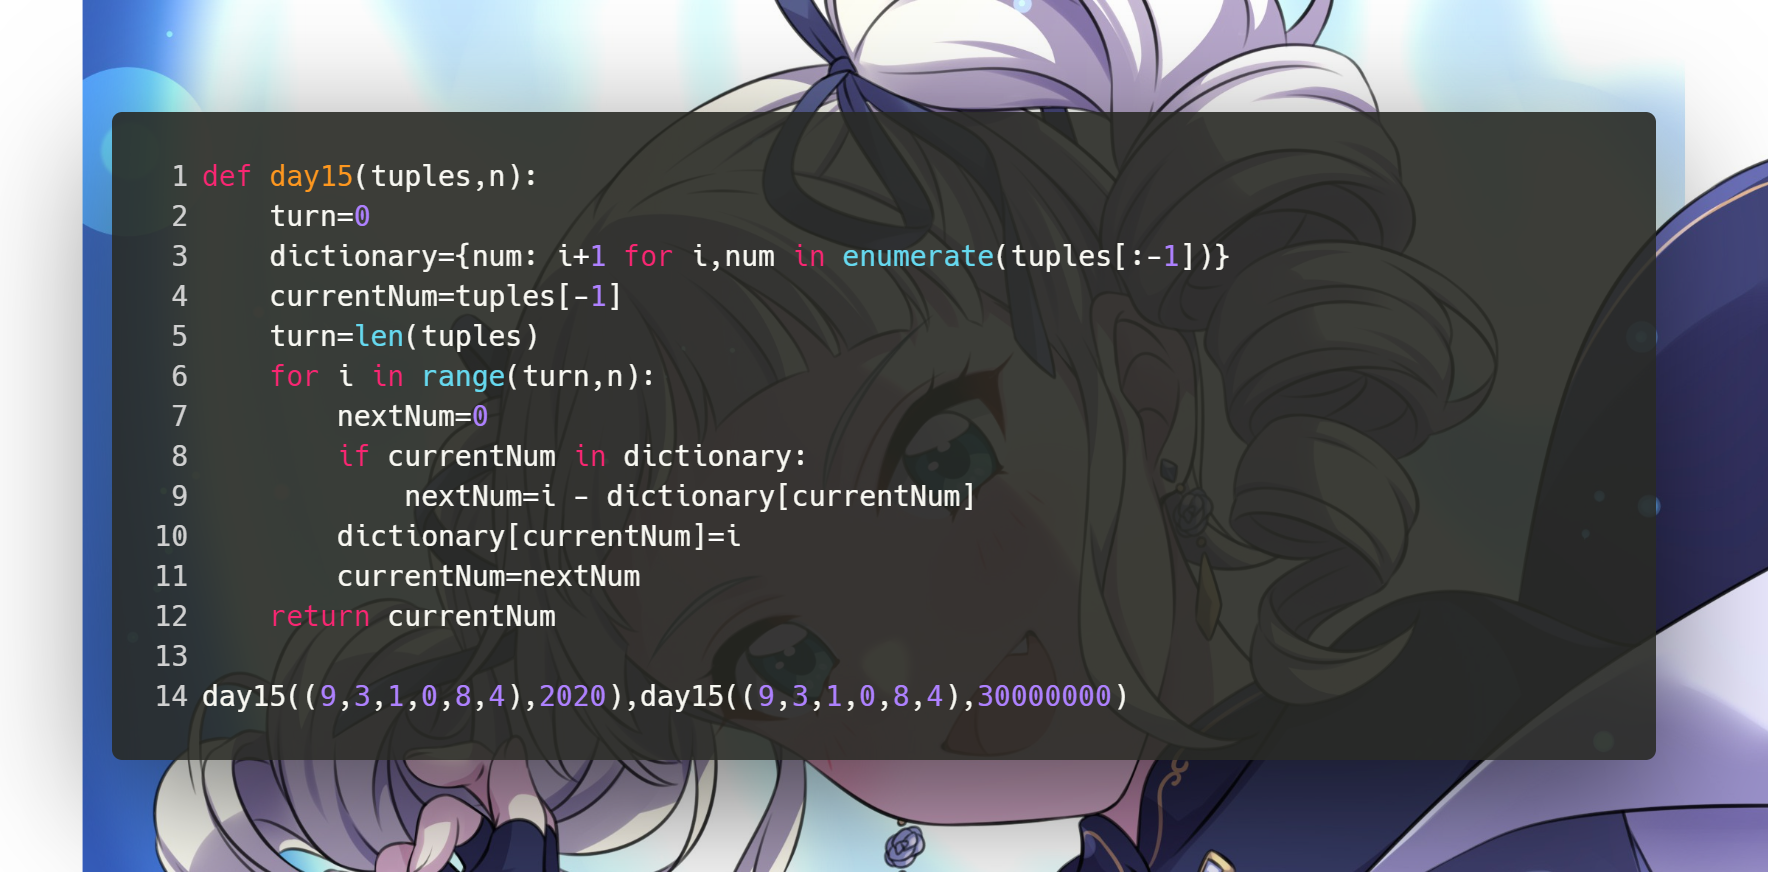 1 def day15(tuples,n):
2     turn=0
3     dictionary={num: i+1 for i,num in enumerate(tuples[:-1])}
4     currentNum=tuples[-1]
5     turn=len(tuples)
6     for i in range(turn,n):
7         nextNum=0
8         if currentNum in dictionary:
9             nextNum=i - dictionary[currentNum]
10         dictionary[currentNum]=i
11         currentNum=nextNum
12     return currentNum
13
14 day15((9,3,1,0,8,4),2020),day15((9,3,1,0,8,4),30000000)